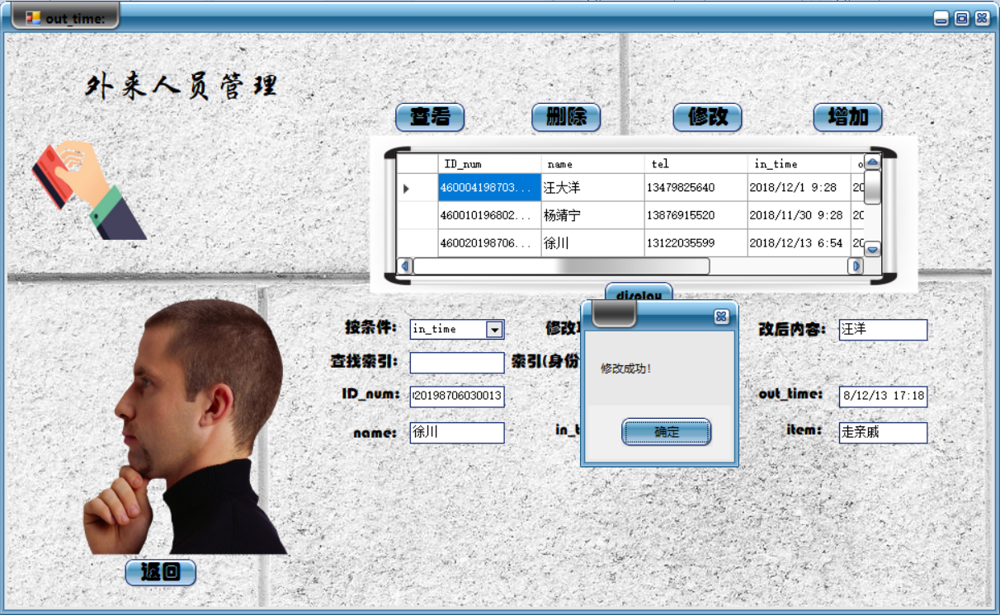 out_time:
外来人员管理
查看 删除 修改 增加
ID_num name tel in_time
460004198703... 汪大洋 13479825640 2018/12/1 9:28 20
460010196802... 杨靖宁 13876915520 2018/11/30 9:28 20
460020198706... 徐川 13122035599 2018/12/13 6:54 20
display
按条件: in_time 修改 改后内容: 汪洋
查找索引: 索引(身份
修改成功!
ID_num: 20198706030013 out_time: 8/12/13 17:18
name: 徐川 in_t 确定 item: 走亲戚
返回